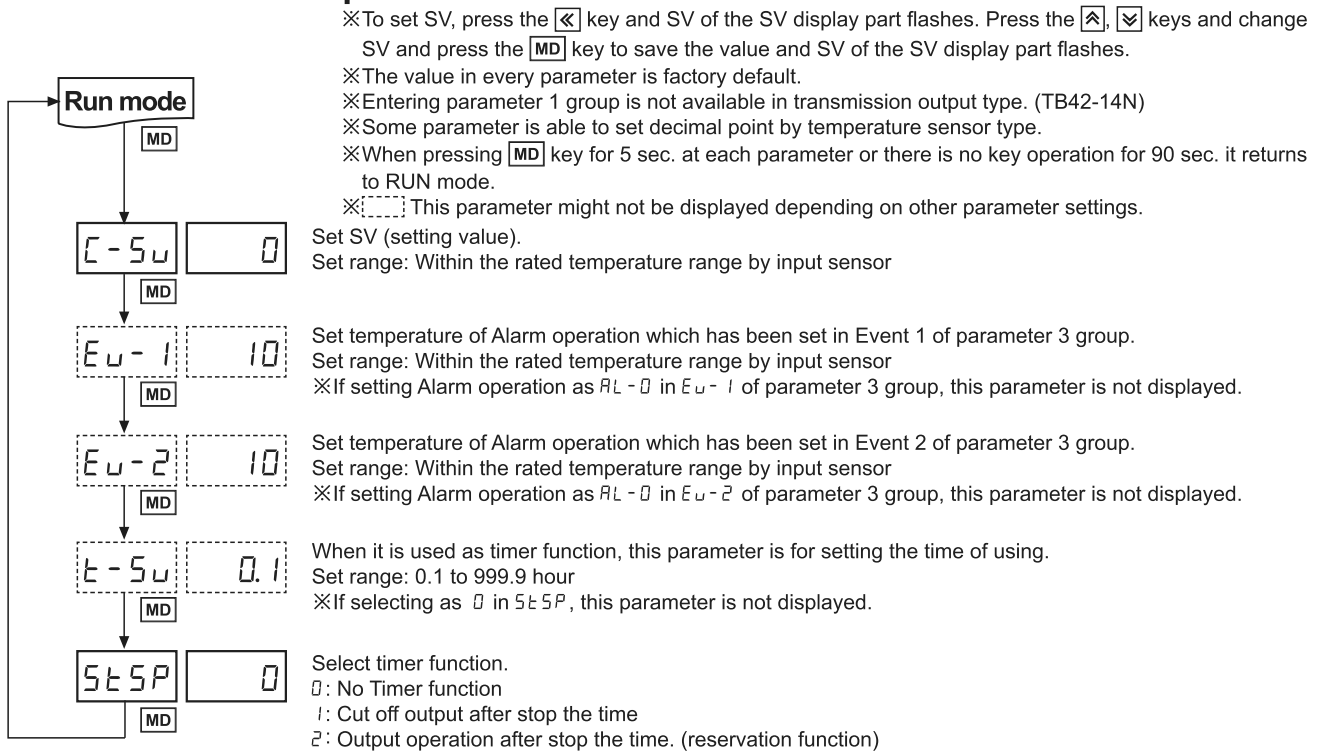 ※To set SV, press the ≪ key and SV of the SV display part flashes. Press the ︽, ︾ keys and change
SV and press the MD key to save the value and SV of the SV display part flashes.
※The value in every parameter is factory default.
※Entering parameter 1 group is not available in transmission output type. (TB42-14N)
※Some parameter is able to set decimal point by temperature sensor type.
※When pressing MD key for 5 sec. at each parameter or there is no key operation for 90 sec. it returns
to RUN mode.
※ This parameter might not be displayed depending on other parameter settings.
Run mode
MD
C-Sv 0
Set SV (setting value).
Set range: Within the rated temperature range by input sensor
MD
Ev-1 10
Set temperature of Alarm operation which has been set in Event 1 of parameter 3 group.
Set range: Within the rated temperature range by input sensor
※If setting Alarm operation as AL-0 in Ev-1 of parameter 3 group, this parameter is not displayed.
MD
Ev-2 10
Set temperature of Alarm operation which has been set in Event 2 of parameter 3 group.
Set range: Within the rated temperature range by input sensor
※If setting Alarm operation as AL-0 in Ev-2 of parameter 3 group, this parameter is not displayed.
MD
t-Sv 0.1
When it is used as timer function, this parameter is for setting the time of using.
Set range: 0.1 to 999.9 hour
※If selecting as 0 in StSP, this parameter is not displayed.
MD
StSP 0
Select timer function.
0: No Timer function
1: Cut off output after stop the time
2: Output operation after stop the time. (reservation function)
MD